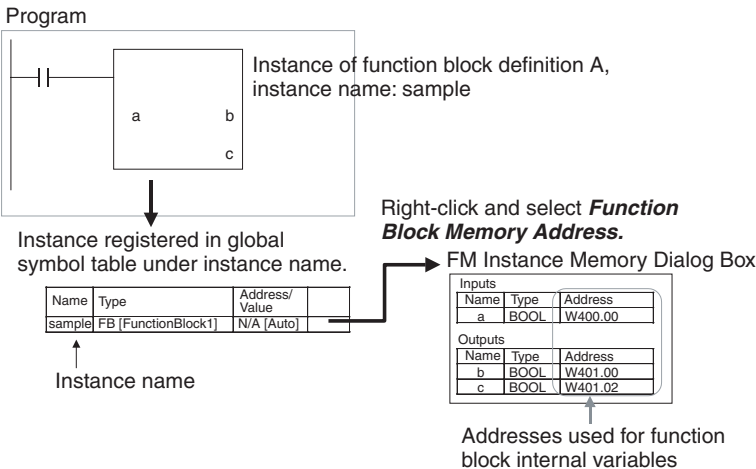 Program
Instance of function block definition A,
instance name: sample
a
b
c
Instance registered in global
symbol table under instance name.
Name Type Address/
Value
sample FB [FunctionBlock1] N/A [Auto]
Instance name
Right-click and select Function
Block Memory Address.
FM Instance Memory Dialog Box
Inputs
Name Type Address
a BOOL W400.00
Outputs
Name Type Address
b BOOL W401.00
c BOOL W401.02
Addresses used for function
block internal variables